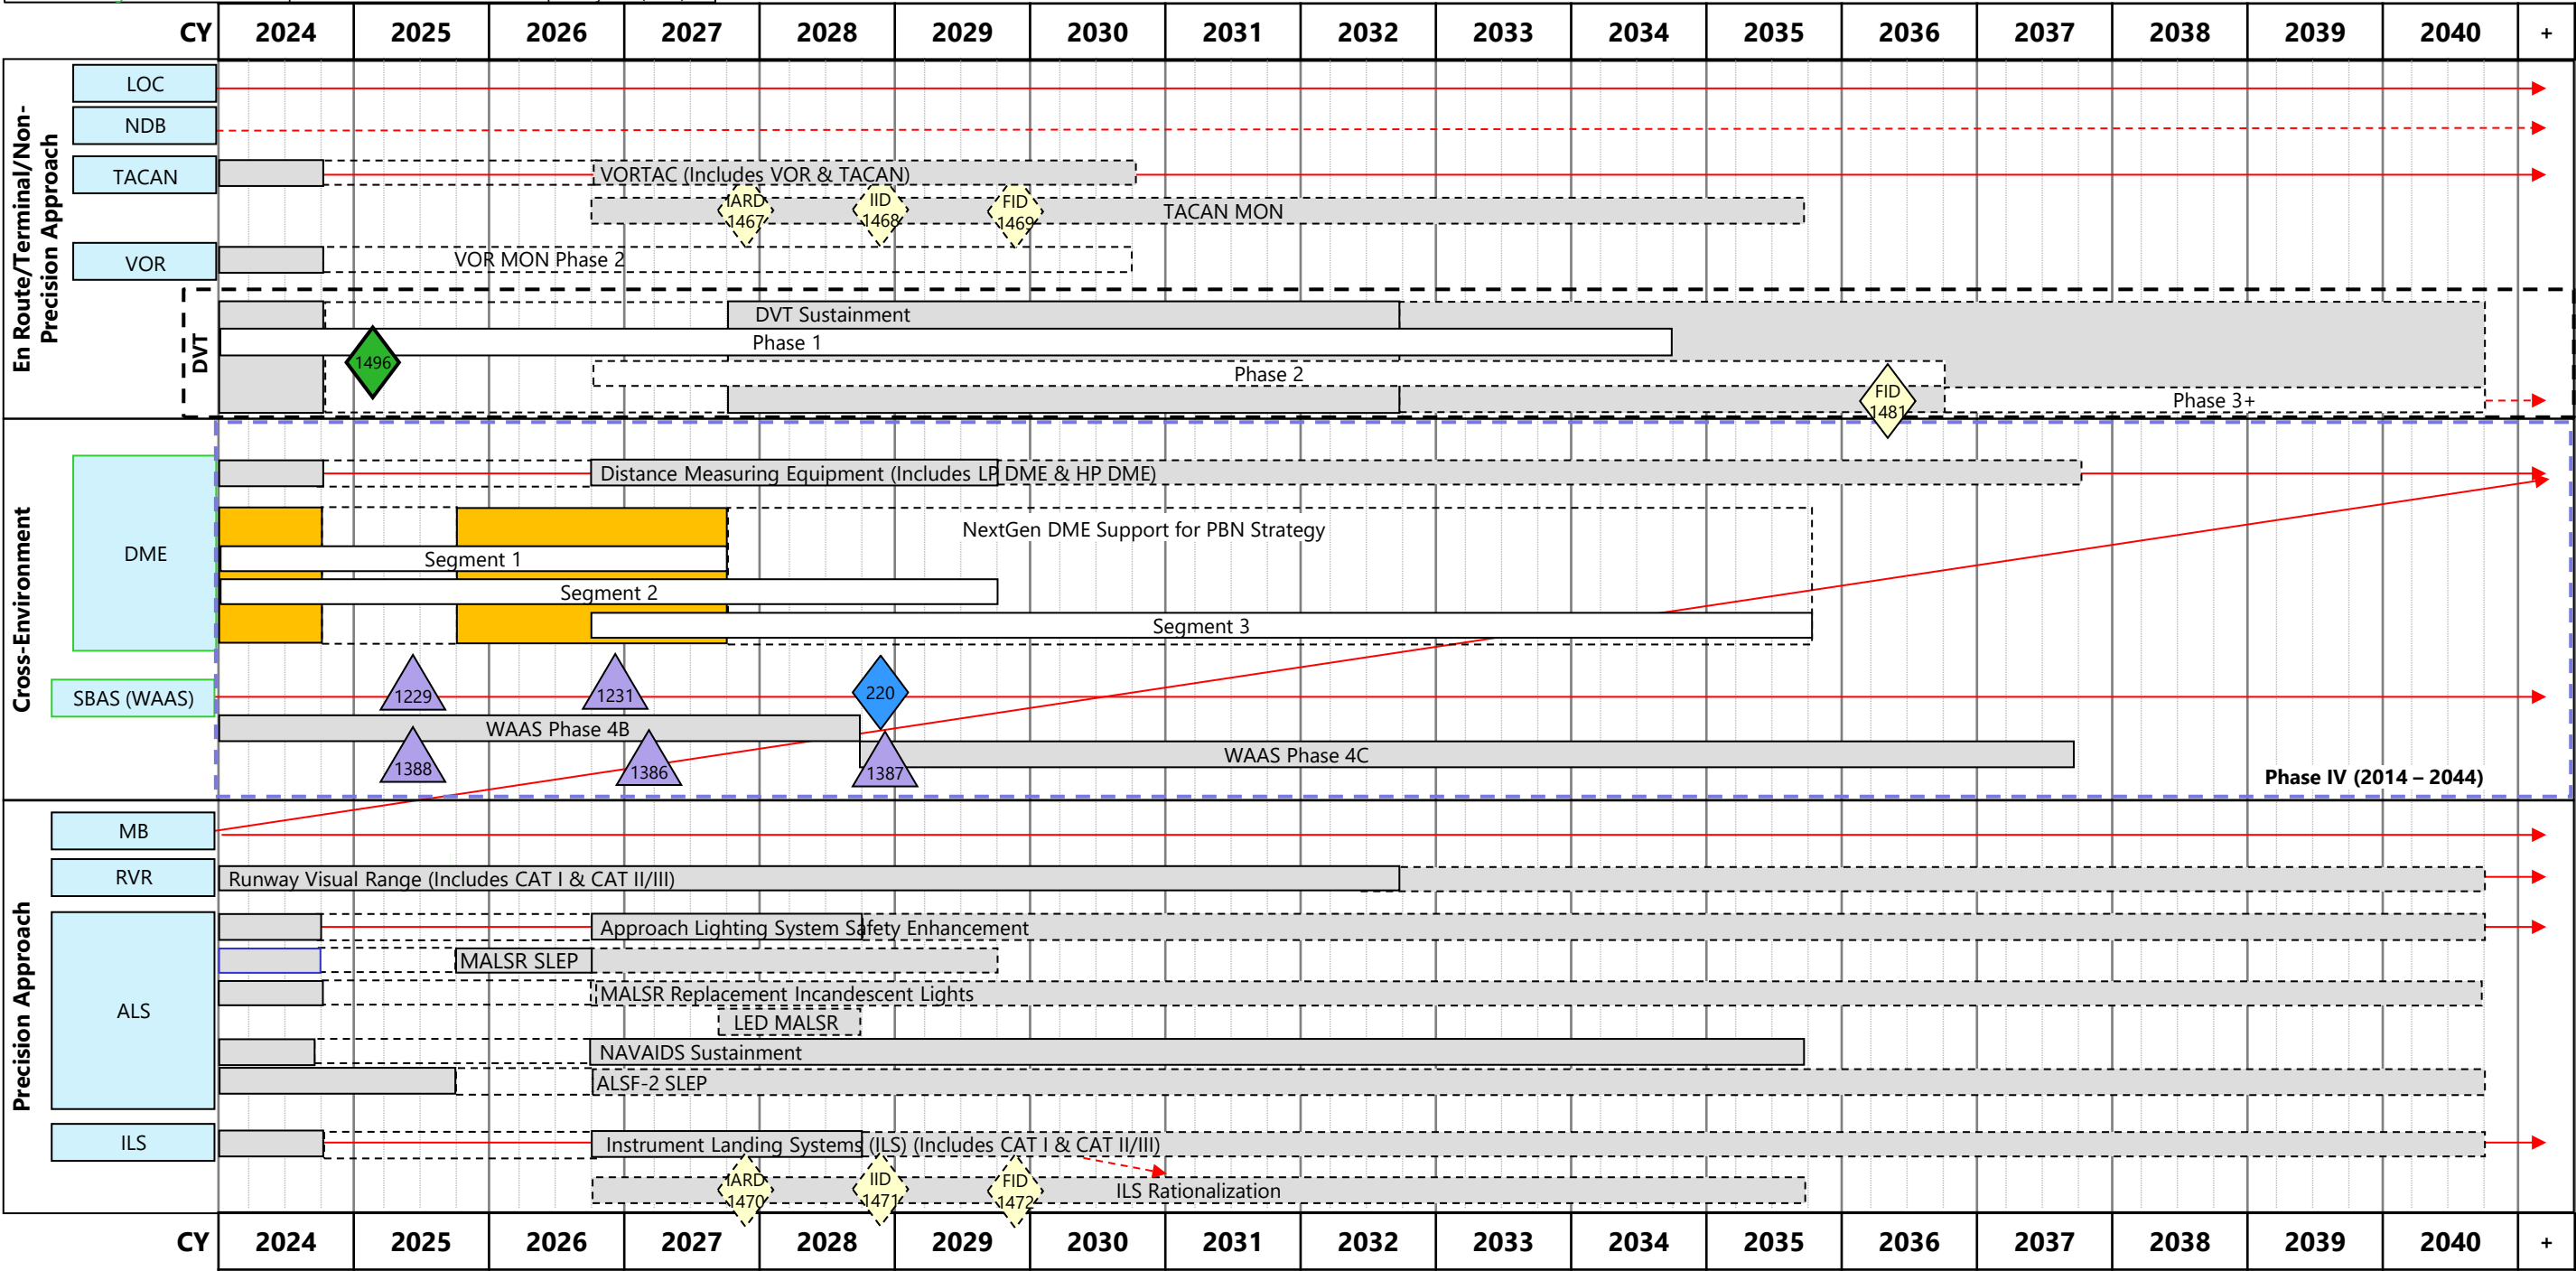 CY 2024 2025 2026 2027 2028 2029 2030 2031 2032 2033 2034 2035 2036 2037 2038 2039 2040 +
En Route/Terminal/Non-
Precision Approach
LOC
NDB
TACAN
VORTAC (Includes VOR & TACAN)
IARD
1467
IID
1468
FID
1469
TACAN MON
VOR
VOR MON Phase 2
DVT
DVT Sustainment
Phase 1
1496
Phase 2
FID
1481
Phase 3+
Cross-Environment
DME
Distance Measuring Equipment (Includes LP DME & HP DME)
NextGen DME Support for PBN Strategy
Segment 1
Segment 2
Segment 3
SBAS (WAAS)
1229
1231
220
WAAS Phase 4B
WAAS Phase 4C
1388
1386
1387
Phase IV (2014 – 2044)
Precision Approach
MB
RVR
Runway Visual Range (Includes CAT I & CAT II/III)
ALS
Approach Lighting System Safety Enhancement
MALSR SLEP
MALSR Replacement Incandescent Lights
LED MALSR
NAVAIDS Sustainment
ALSF-2 SLEP
ILS
Instrument Landing Systems (ILS) (Includes CAT I & CAT II/III)
IARD
1470
IID
1471
FID
1472
ILS Rationalization
CY 2024 2025 2026 2027 2028 2029 2030 2031 2032 2033 2034 2035 2036 2037 2038 2039 2040 +